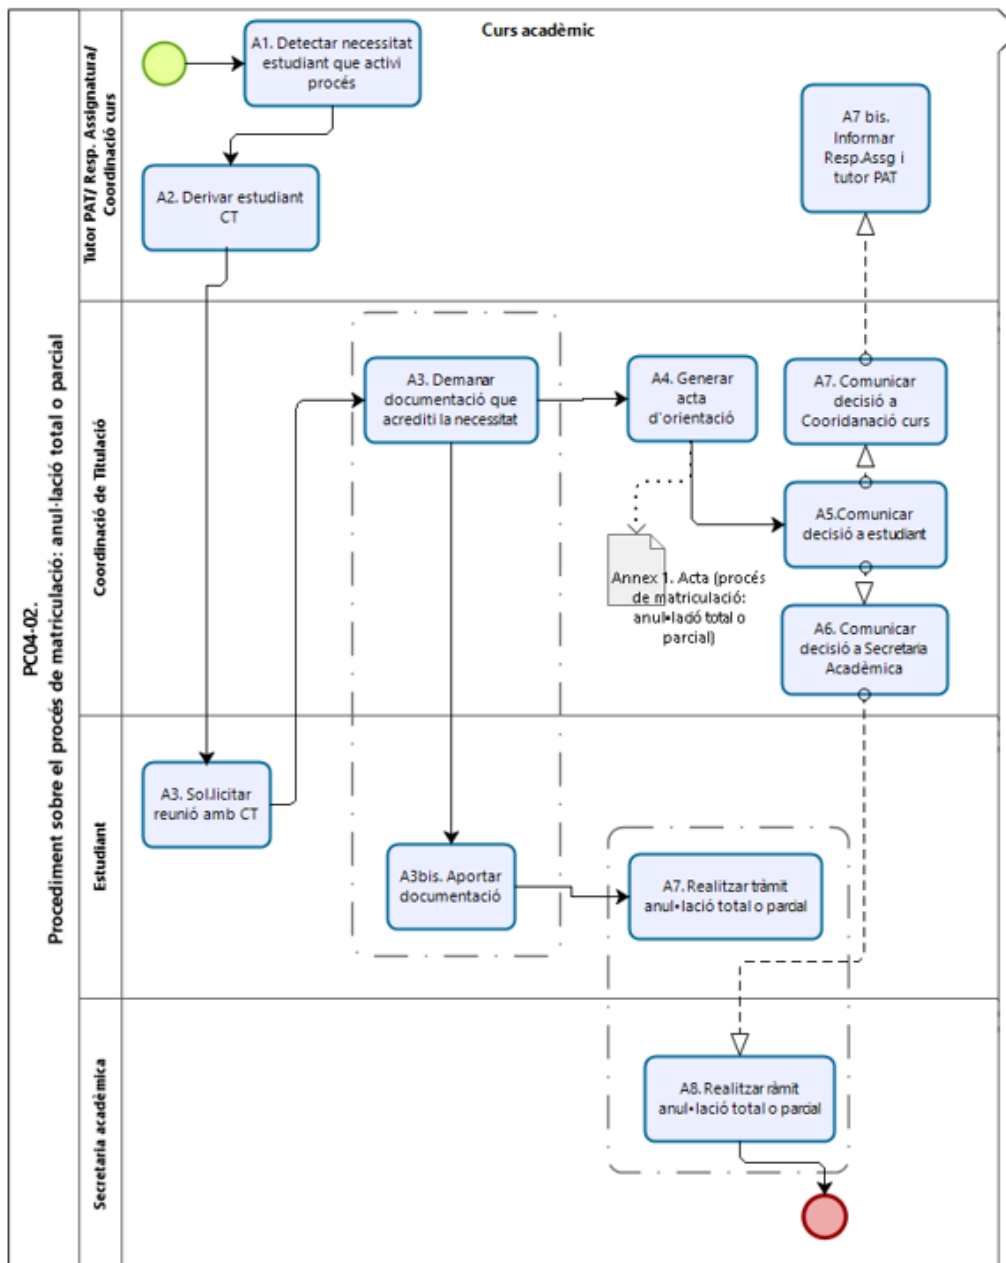 PC04-02.
Procediment sobre el procés de matriculació: anul·lació total o parcial
Curs acadèmic
Tutor PAT/ Resp. Assignatura/
Coordinació curs
A1. Detectar necessitat
estudiant que activi
procés
A2. Derivar estudiant
CT
A7 bis.
Informar
Resp.Assg i
tutor PAT
Coordinació de Titulació
A3. Demanar
documentació que
acrediti la necessitat
A4. Generar
acta
d'orientació
A7. Comunicar
decisió a
Cooridanació curs
A5.Comunicar
decisió a estudiant
Annex 1. Acta (procés
de matriculació:
anul•lació total o
parcial)
A6. Comunicar
decisió a Secretaria
Acadèmica
Estudiant
A3. Sol.licitar
reunió amb CT
A3bis. Aportar
documentació
A7. Realitzar tràmit
anul•lació total o parcial
Secretaria acadèmica
A8. Realitzar ràmit
anul•lació total o parcial